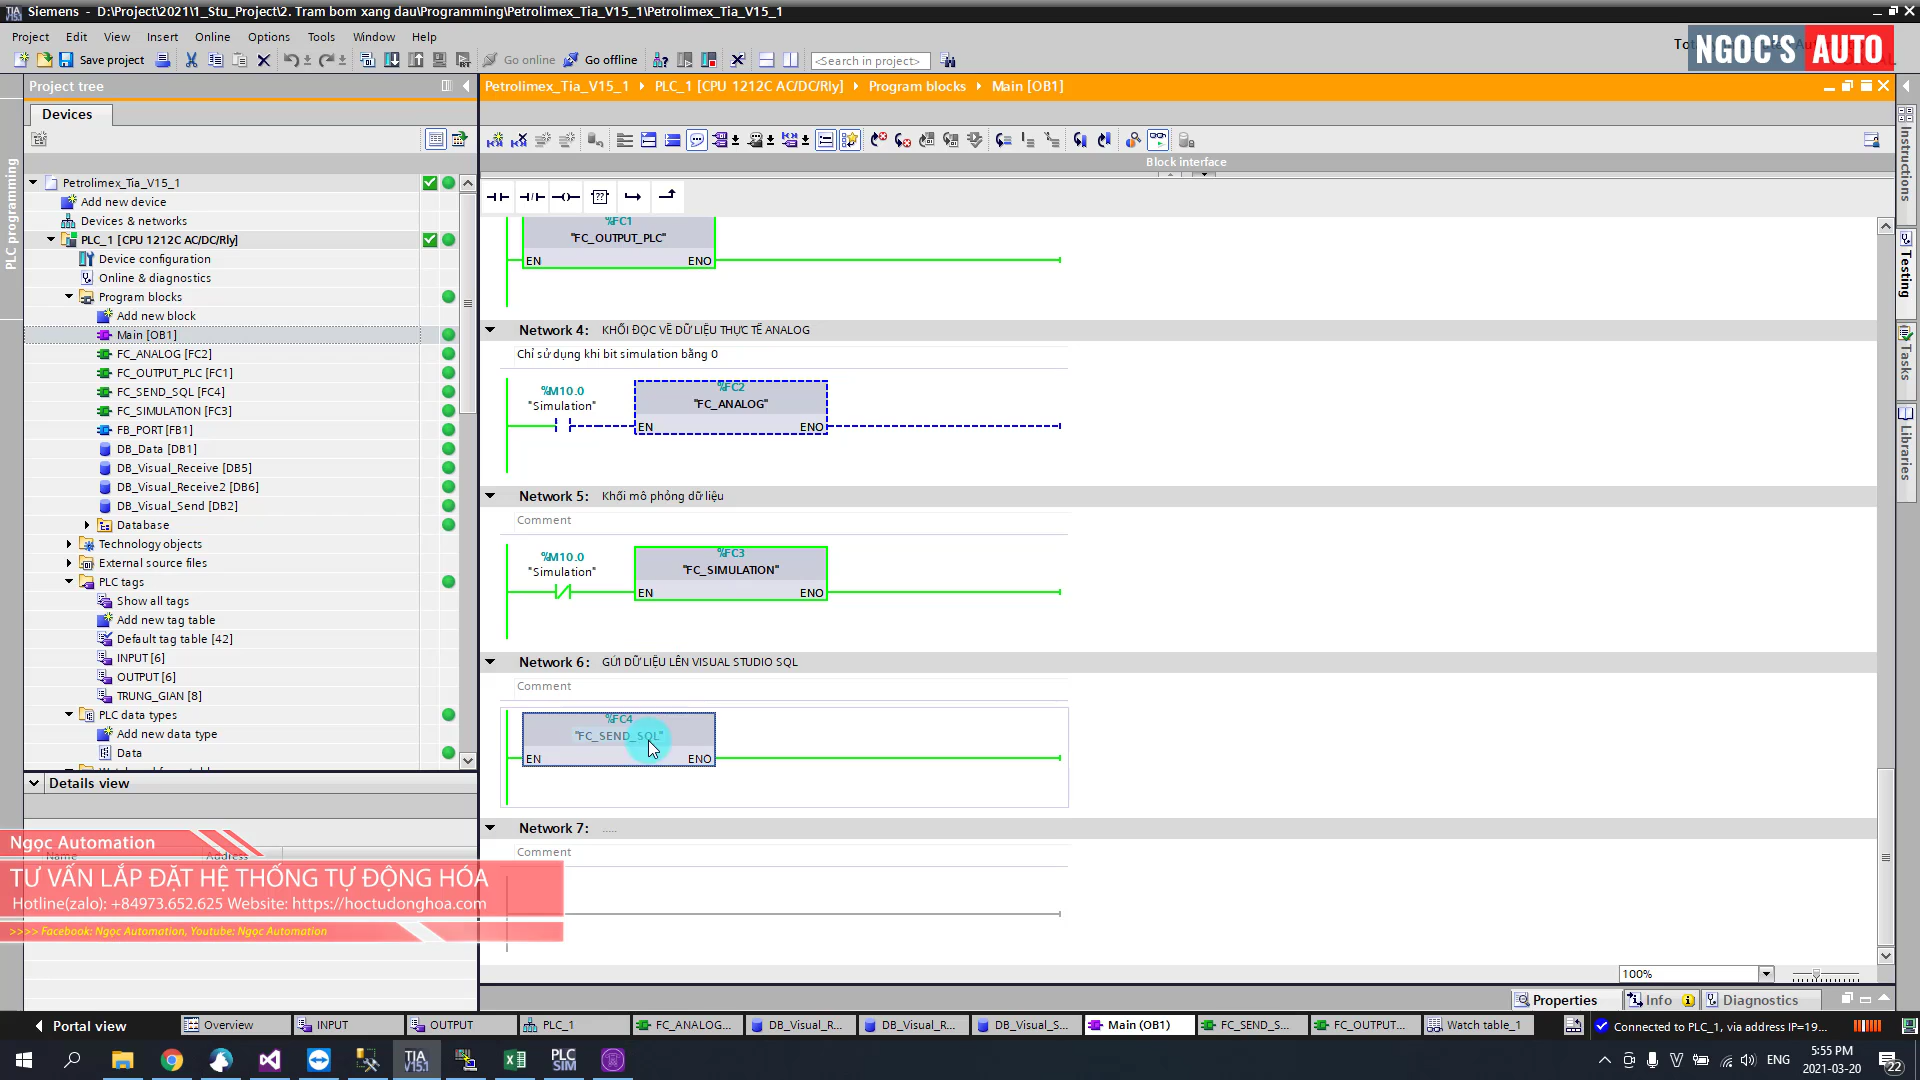 Siemens - D:\Project\2021\1_Stu_Project\2. Tram bom xang dau\Programming\Petrolimex_Tia_V15_1\Petrolimex_Tia_V15_1
Project Edit View Insert Online Options Tools Window Help
Save project
Go online
Go offline
<Search in project>
NGOC'S AUTO
Project tree
Devices
PLC programming
Petrolimex_Tia_V15_1
Add new device
Devices & networks
PLC_1 [CPU 1212C AC/DC/Rly]
Device configuration
Online & diagnostics
Program blocks
Add new block
Main [OB1]
FC_ANALOG [FC2]
FC_OUTPUT_PLC [FC1]
FC_SEND_SQL [FC4]
FC_SIMULATION [FC3]
FB_PORT [FB1]
DB_Data [DB1]
DB_Visual_Receive [DB5]
DB_Visual_Receive2 [DB6]
DB_Visual_Send [DB2]
Database
Technology objects
External source files
PLC tags
Show all tags
Add new tag table
Default tag table [42]
INPUT [6]
OUTPUT [6]
TRUNG_GIAN [8]
PLC data types
Add new data type
Data
Details view
Name
Address
Petrolimex_Tia_V15_1 PLC_1 [CPU 1212C AC/DC/Rly] Program blocks Main [OB1]
Block interface
%FC1
"FC_OUTPUT_PLC"
EN ENO
Network 4: KHỐI ĐỌC VỀ DỮ LIỆU THỰC TẾ ANALOG
Chỉ sử dụng khi bit simulation bằng 0
%M10.0
"Simulation"
%FC2
"FC_ANALOG"
EN ENO
Network 5: Khối mô phỏng dữ liệu
Comment
%M10.0
"Simulation"
%FC3
"FC_SIMULATION"
EN ENO
Network 6: GỬI DỮ LIỆU LÊN VISUAL STUDIO SQL
Comment
%FC4
"FC_SEND_SQL"
EN ENO
Network 7: .....
Comment
100%
Instructions
Testing
Tasks
Libraries
Ngọc Automation
TƯ VẤN LẮP ĐẶT HỆ THỐNG TỰ ĐỘNG HÓA
Hotline(zalo): +84973.652.625 Website: https://hoctudonghoa.com
>>>> Facebook: Ngọc Automation, Youtube: Ngọc Automation
Properties Info Diagnostics
Portal view Overview INPUT OUTPUT PLC_1 FC_ANALOG... DB_Visual_R... DB_Visual_R... DB_Visual_S... Main (OB1) FC_SEND_S... FC_OUTPUT... Watch table_1 Connected to PLC_1, via address IP=19...
TIA V15.1
PLC SIM
ENG
5:55 PM
2021-03-20
22